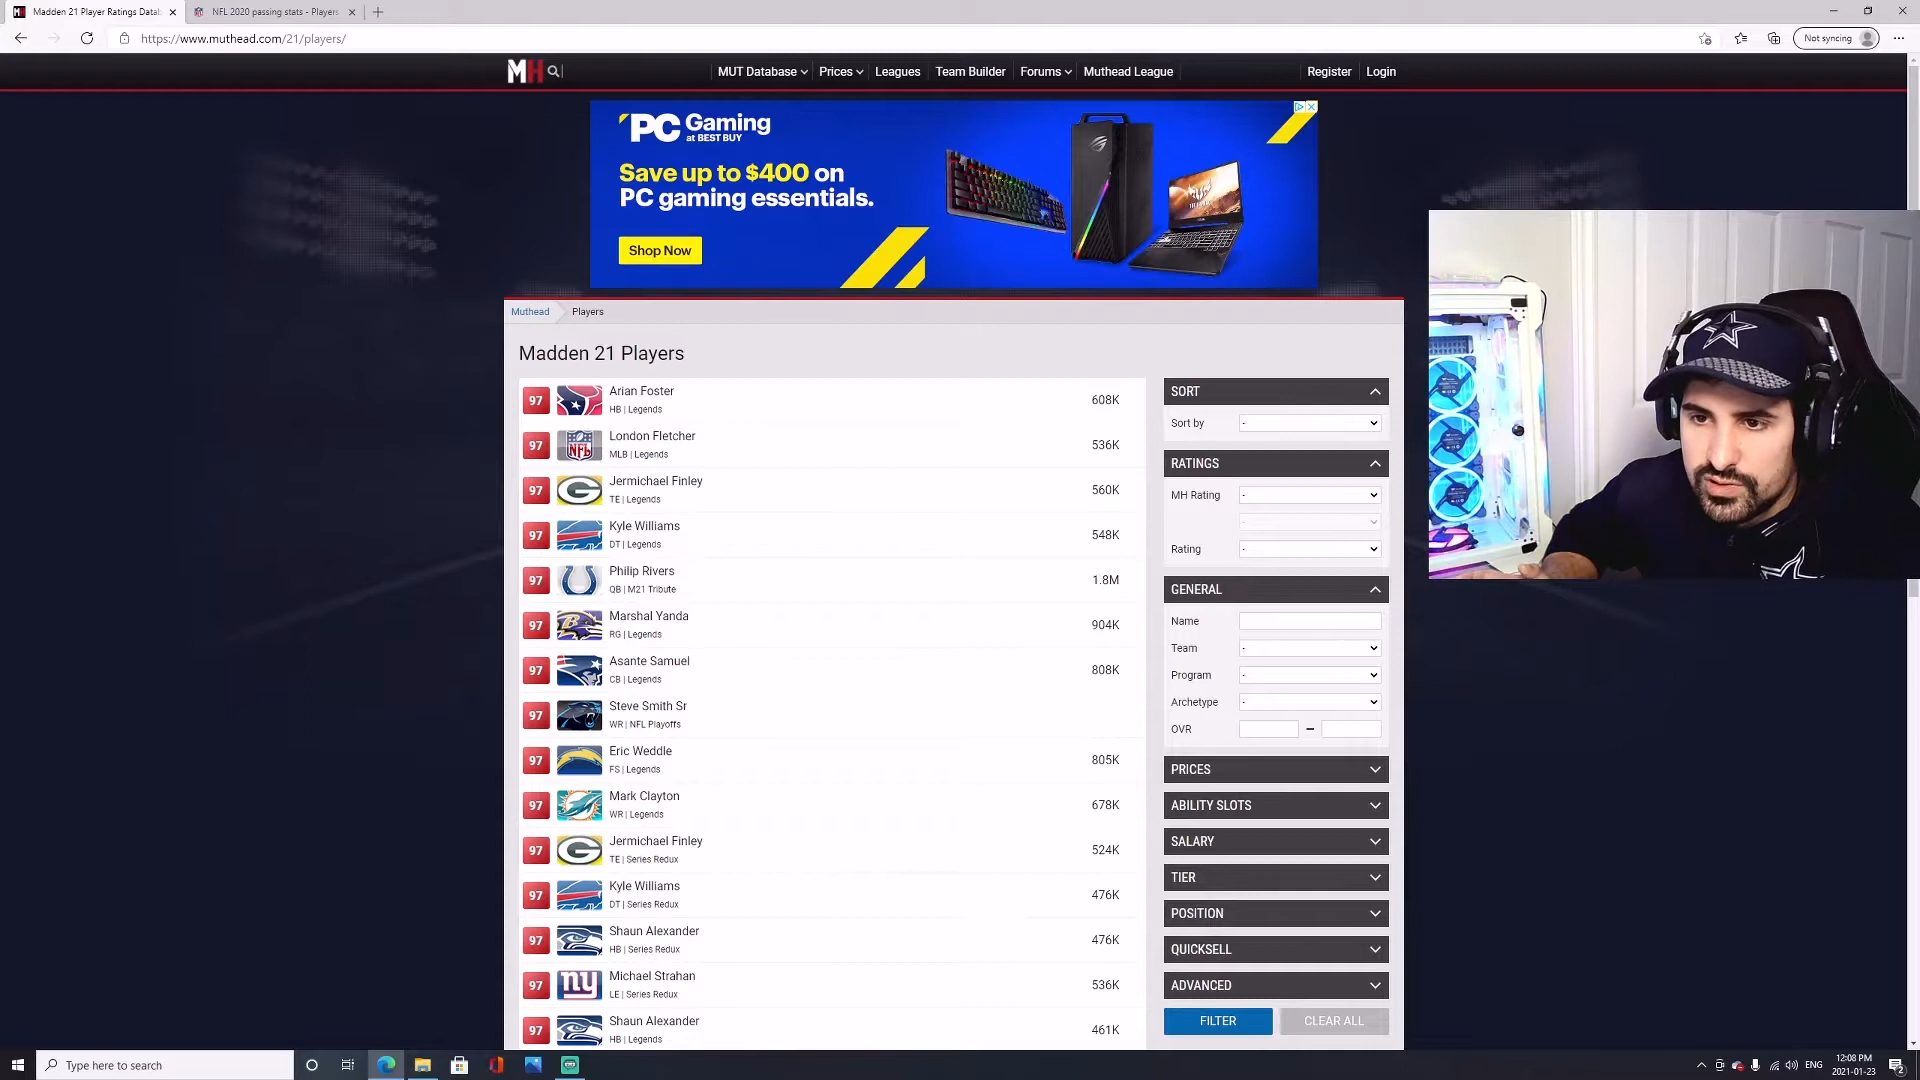 Madden 21 Player Ratings Datab
NFL 2020 passing stats - Players
https://www.muthead.com/21/players/
Not syncing
MH
MUT Database
Prices
Leagues
Team Builder
Forums
Muthead League
Register
Login
PC Gaming
at BEST BUY
Save up to $400 on
PC gaming essentials.
Shop Now
Muthead
Players
Madden 21 Players
97
Arian Foster
HB | Legends
608K
97
NFL
London Fletcher
MLB | Legends
536K
97
G
Jermichael Finley
TE | Legends
560K
97
Kyle Williams
DT | Legends
548K
97
Philip Rivers
QB | M21 Tribute
1.8M
97
B
Marshal Yanda
RG | Legends
904K
97
Asante Samuel
CB | Legends
808K
97
Steve Smith Sr
WR | NFL Playoffs
97
Eric Weddle
FS | Legends
805K
97
Mark Clayton
WR | Legends
678K
97
G
Jermichael Finley
TE | Series Redux
524K
97
Kyle Williams
DT | Series Redux
476K
97
Shaun Alexander
HB | Series Redux
476K
97
ny
Michael Strahan
LE | Series Redux
536K
97
Shaun Alexander
HB | Legends
461K
SORT
Sort by
-
RATINGS
MH Rating
-
-
Rating
-
GENERAL
Name
Team
-
Program
-
Archetype
-
OVR
–
PRICES
ABILITY SLOTS
SALARY
TIER
POSITION
QUICKSELL
ADVANCED
FILTER
CLEAR ALL
Type here to search
ENG
12:08 PM
2021-01-23
2